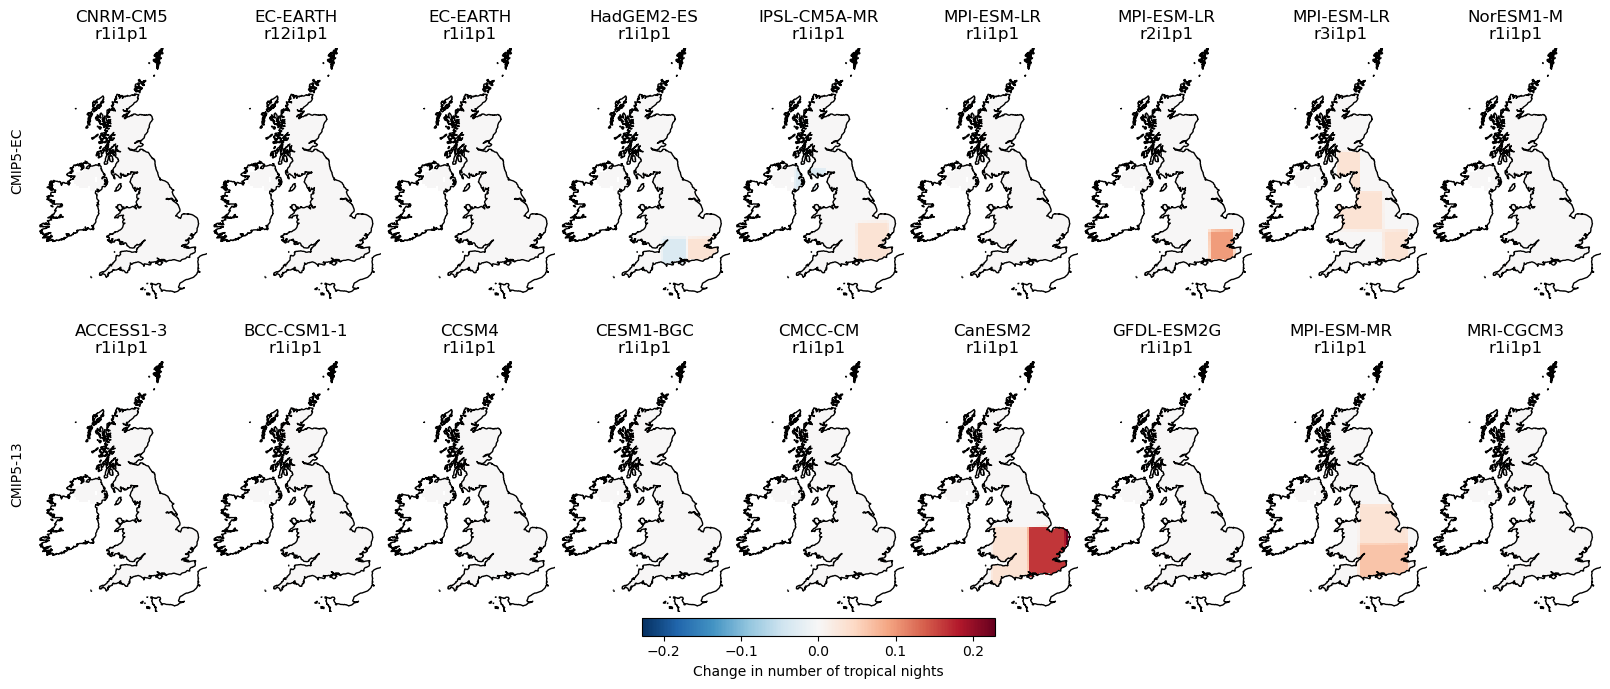 CNRM-CM5
r1i1p1
EC-EARTH
r12i1p1
EC-EARTH
r1i1p1
HadGEM2-ES
r1i1p1
IPSL-CM5A-MR
r1i1p1
MPI-ESM-LR
r1i1p1
MPI-ESM-LR
r2i1p1
MPI-ESM-LR
r3i1p1
NorESM1-M
r1i1p1
CMIP5-EC
ACCESS1-3
r1i1p1
BCC-CSM1-1
r1i1p1
CCSM4
r1i1p1
CESM1-BGC
r1i1p1
CMCC-CM
r1i1p1
CanESM2
r1i1p1
GFDL-ESM2G
r1i1p1
MPI-ESM-MR
r1i1p1
MRI-CGCM3
r1i1p1
CMIP5-13
−0.2 −0.1 0.0 0.1 0.2
Change in number of tropical nights